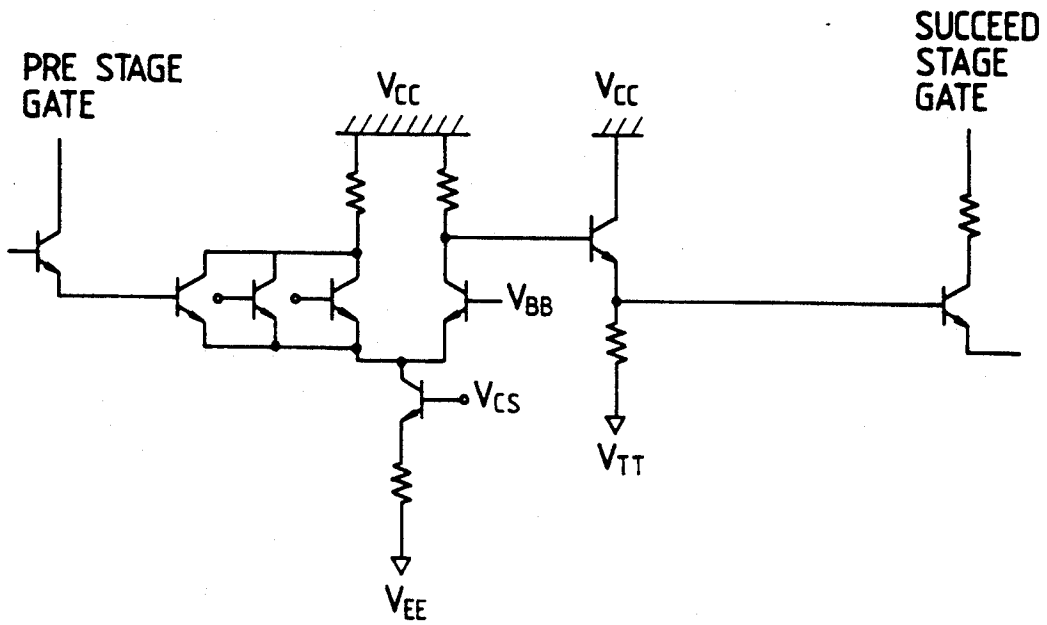 PRE STAGE
GATE
VCC
VCC
SUCCEED
STAGE
GATE
VBB
VCS
VTT
VEE